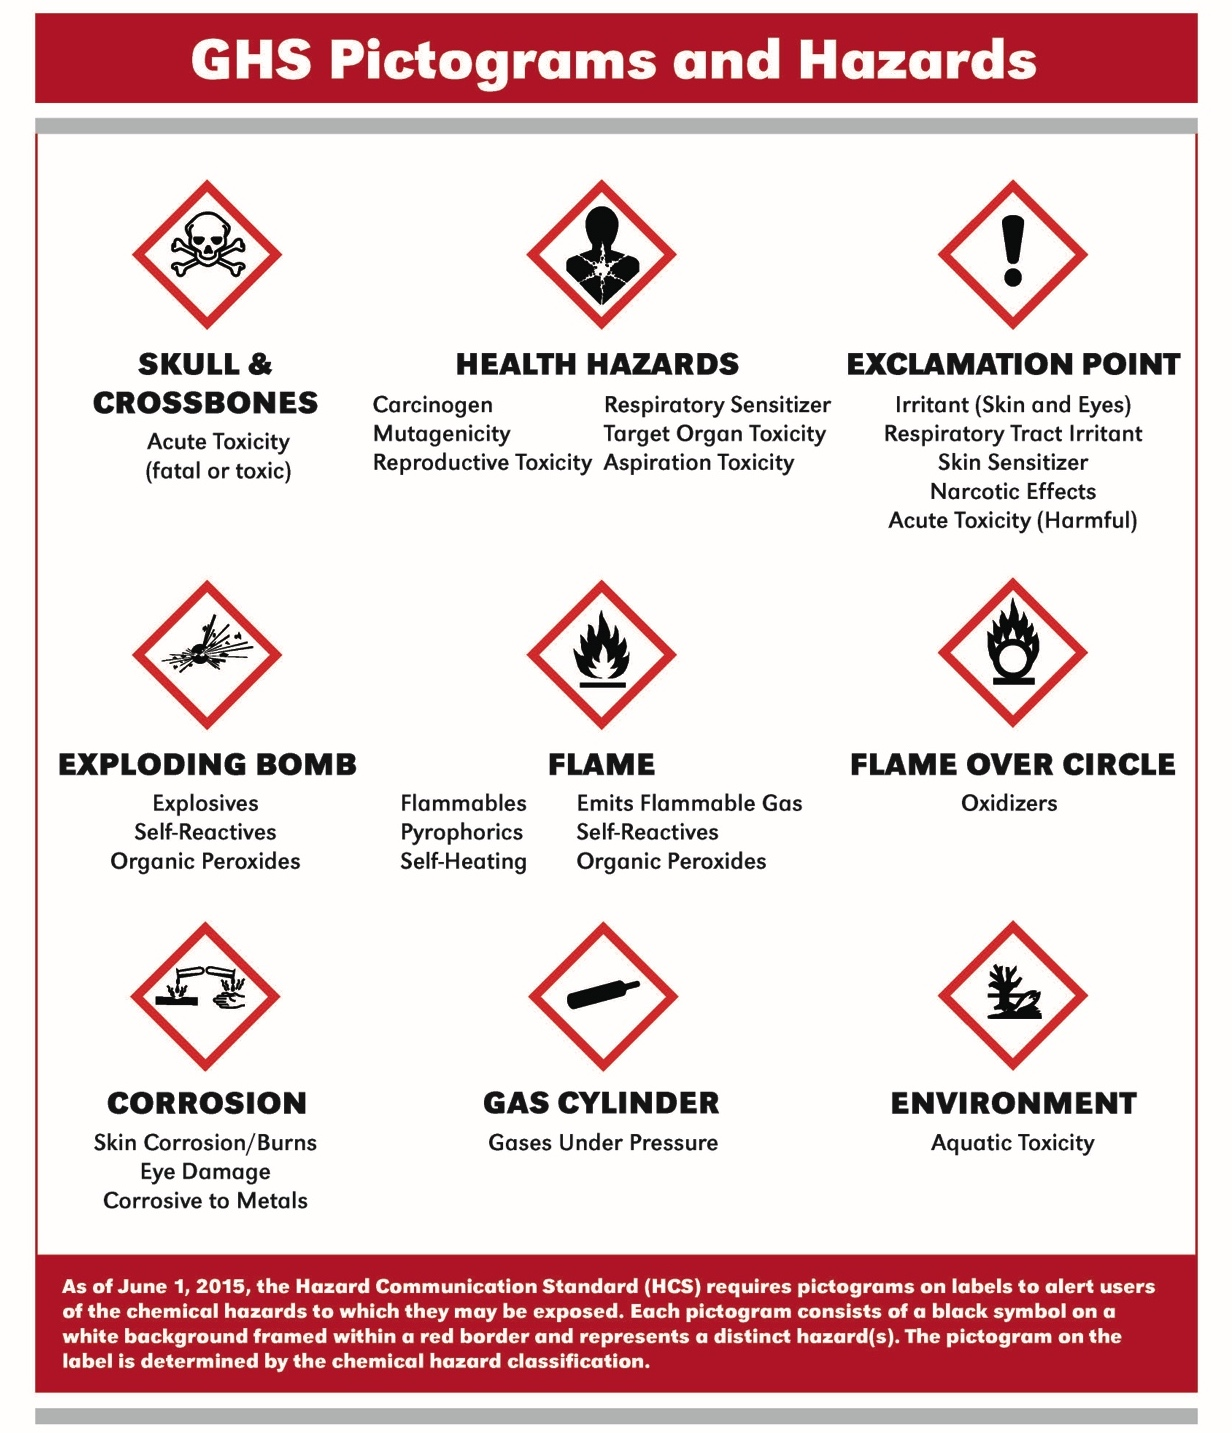 GHS Pictograms and Hazards
SKULL &
CROSSBONES
Acute Toxicity
(fatal or toxic)
HEALTH HAZARDS
Carcinogen
Mutagenicity
Reproductive Toxicity
Respiratory Sensitizer
Target Organ Toxicity
Aspiration Toxicity
EXCLAMATION POINT
Irritant (Skin and Eyes)
Respiratory Tract Irritant
Skin Sensitizer
Narcotic Effects
Acute Toxicity (Harmful)
EXPLODING BOMB
Explosives
Self-Reactives
Organic Peroxides
FLAME
Flammables
Pyrophorics
Self-Heating
Emits Flammable Gas
Self-Reactives
Organic Peroxides
FLAME OVER CIRCLE
Oxidizers
CORROSION
Skin Corrosion/Burns
Eye Damage
Corrosive to Metals
GAS CYLINDER
Gases Under Pressure
ENVIRONMENT
Aquatic Toxicity
As of June 1, 2015, the Hazard Communication Standard (HCS) requires pictograms on labels to alert users
of the chemical hazards to which they may be exposed. Each pictogram consists of a black symbol on a
white background framed within a red border and represents a distinct hazard(s). The pictogram on the
label is determined by the chemical hazard classification.